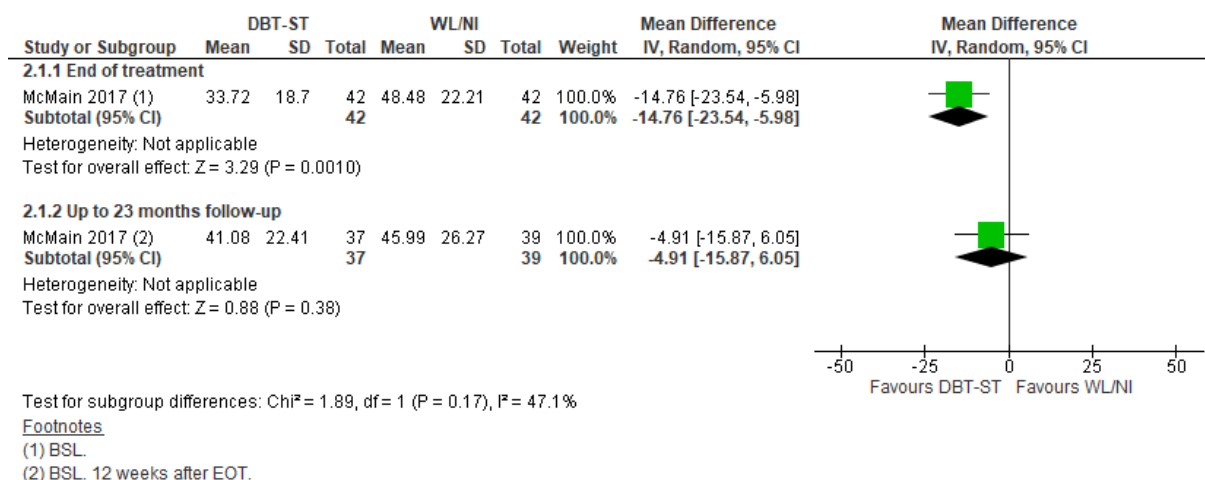 DBT-ST WL/NI Mean Difference Mean Difference
Study or Subgroup Mean SD Total Mean SD Total Weight IV, Random, 95% CI IV, Random, 95% CI
2.1.1 End of treatment
McMain 2017 (1) 33.72 18.7 42 48.48 22.21 42 100.0% -14.76 [-23.54, -5.98]
Subtotal (95% CI) 42 42 100.0% -14.76 [-23.54, -5.98]
Heterogeneity: Not applicable
Test for overall effect: Z = 3.29 (P = 0.0010)
2.1.2 Up to 23 months follow-up
McMain 2017 (2) 41.08 22.41 37 45.99 26.27 39 100.0% -4.91 [-15.87, 6.05]
Subtotal (95% CI) 37 39 100.0% -4.91 [-15.87, 6.05]
Heterogeneity: Not applicable
Test for overall effect: Z = 0.88 (P = 0.38)
-50 -25 0 25 50
Favours DBT-ST Favours WL/NI
Test for subgroup differences: Chi² = 1.89, df = 1 (P = 0.17), I² = 47.1%
Footnotes
(1) BSL.
(2) BSL. 12 weeks after EOT.